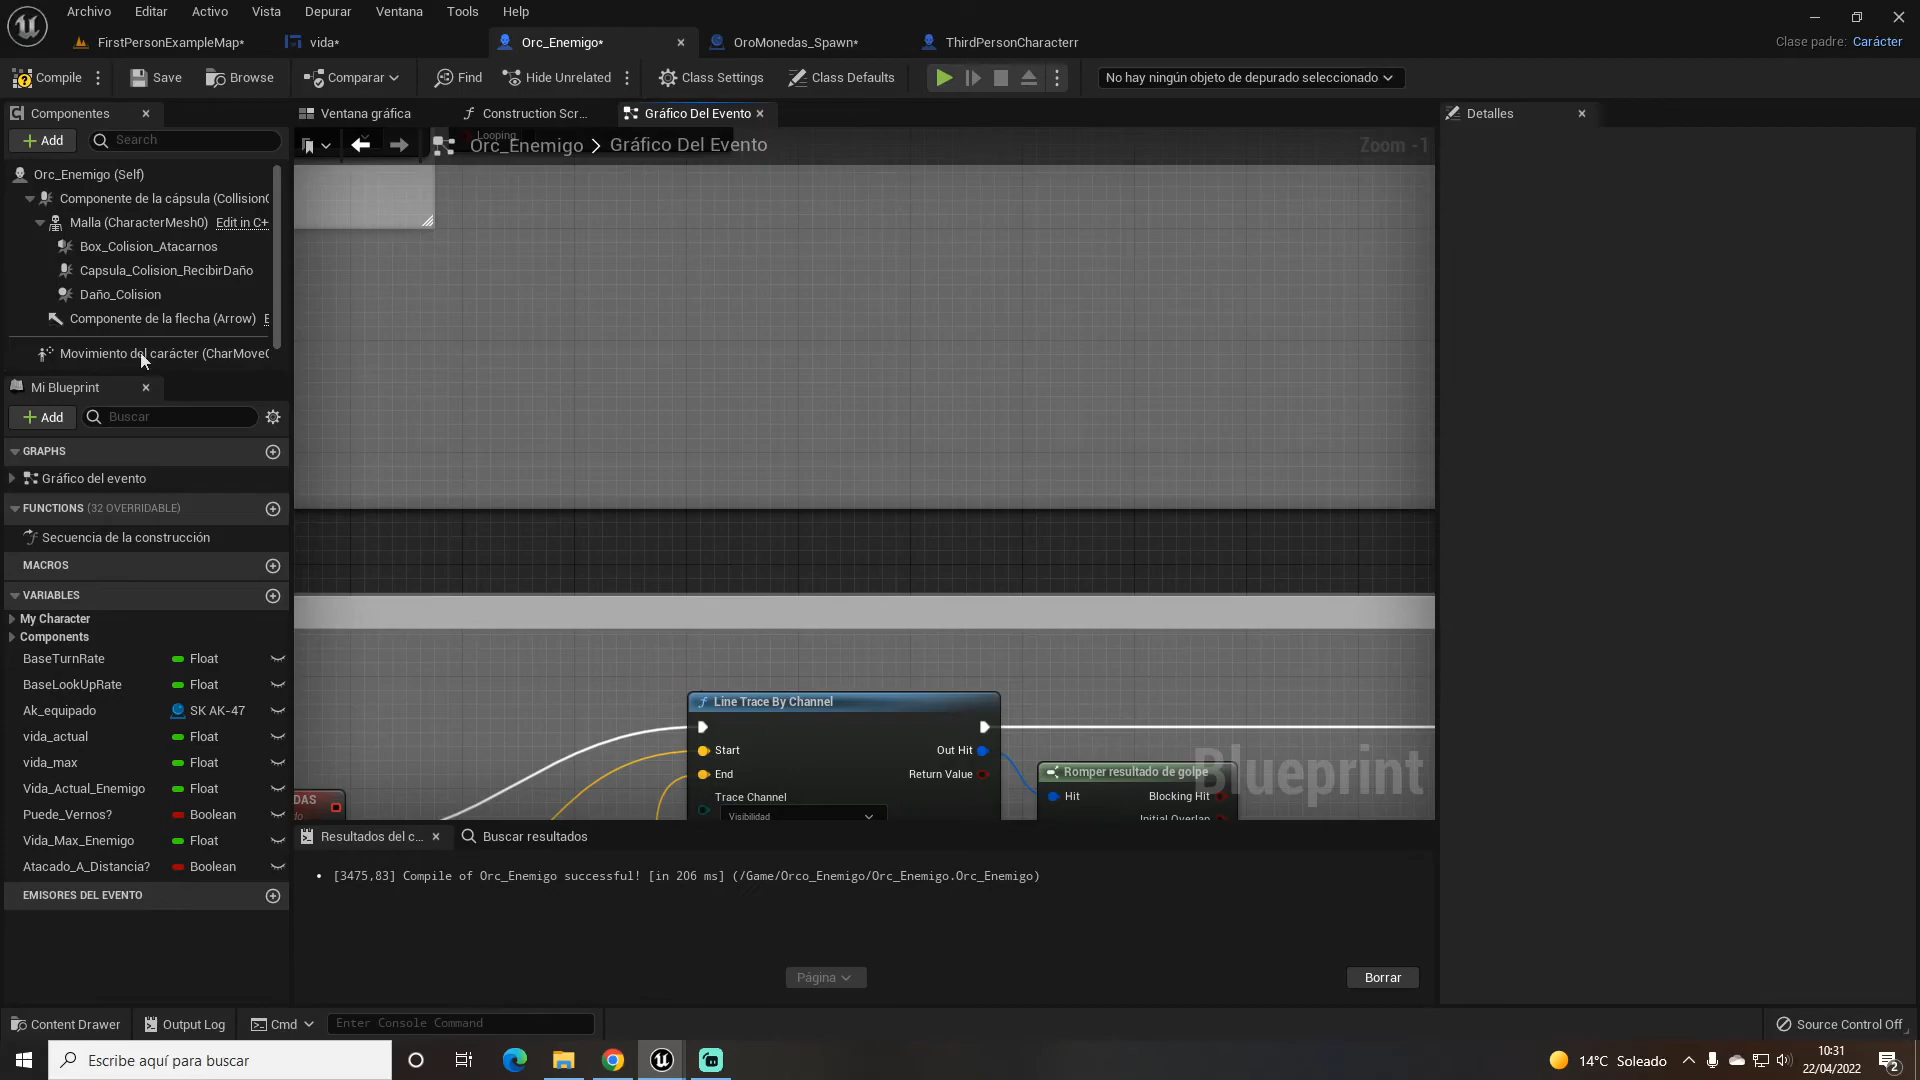 Archivo Editar Activo Vista Depurar Ventana Tools Help
FirstPersonExampleMap* vida* Orc_Enemigo* OroMonedas_Spawn* ThirdPersonCharacterr
Clase padre: Carácter
Compile Save Browse Comparar Find Hide Unrelated Class Settings Class Defaults No hay ningún objeto de depurado seleccionado
Componentes
Add Search
Orc_Enemigo (Self)
Componente de la cápsula (Collision
Malla (CharacterMesh0) Edit in C+
Box_Colision_Atacarnos
Capsula_Colision_RecibirDaño
Daño_Colision
Componente de la flecha (Arrow) E
Movimiento del carácter (CharMove
Mi Blueprint
Add Buscar
GRAPHS
Gráfico del evento
FUNCTIONS (32 OVERRIDABLE)
Secuencia de la construcción
MACROS
VARIABLES
My Character
Components
BaseTurnRate Float
BaseLookUpRate Float
Ak_equipado SK AK-47
vida_actual Float
vida_max Float
Vida_Actual_Enemigo Float
Puede_Vernos? Boolean
Vida_Max_Enemigo Float
Atacado_A_Distancia? Boolean
EMISORES DEL EVENTO
Ventana gráfica Construction Scr... Gráfico Del Evento
Looping
Orc_Enemigo > Gráfico Del Evento
Zoom -1
Line Trace By Channel
Start Out Hit
End Return Value
Trace Channel
Visibilidad
DAS
do
Romper resultado de golpe
Hit Blocking Hit
Initial Overlap
Blueprint
Resultados del c... Buscar resultados
• [3475,83] Compile of Orc_Enemigo successful! [in 206 ms] (/Game/Orco_Enemigo/Orc_Enemigo.Orc_Enemigo)
Página Borrar
Detalles
Content Drawer Output Log Cmd Enter Console Command Source Control Off
Escribe aquí para buscar
14°C Soleado
10:31
22/04/2022
2